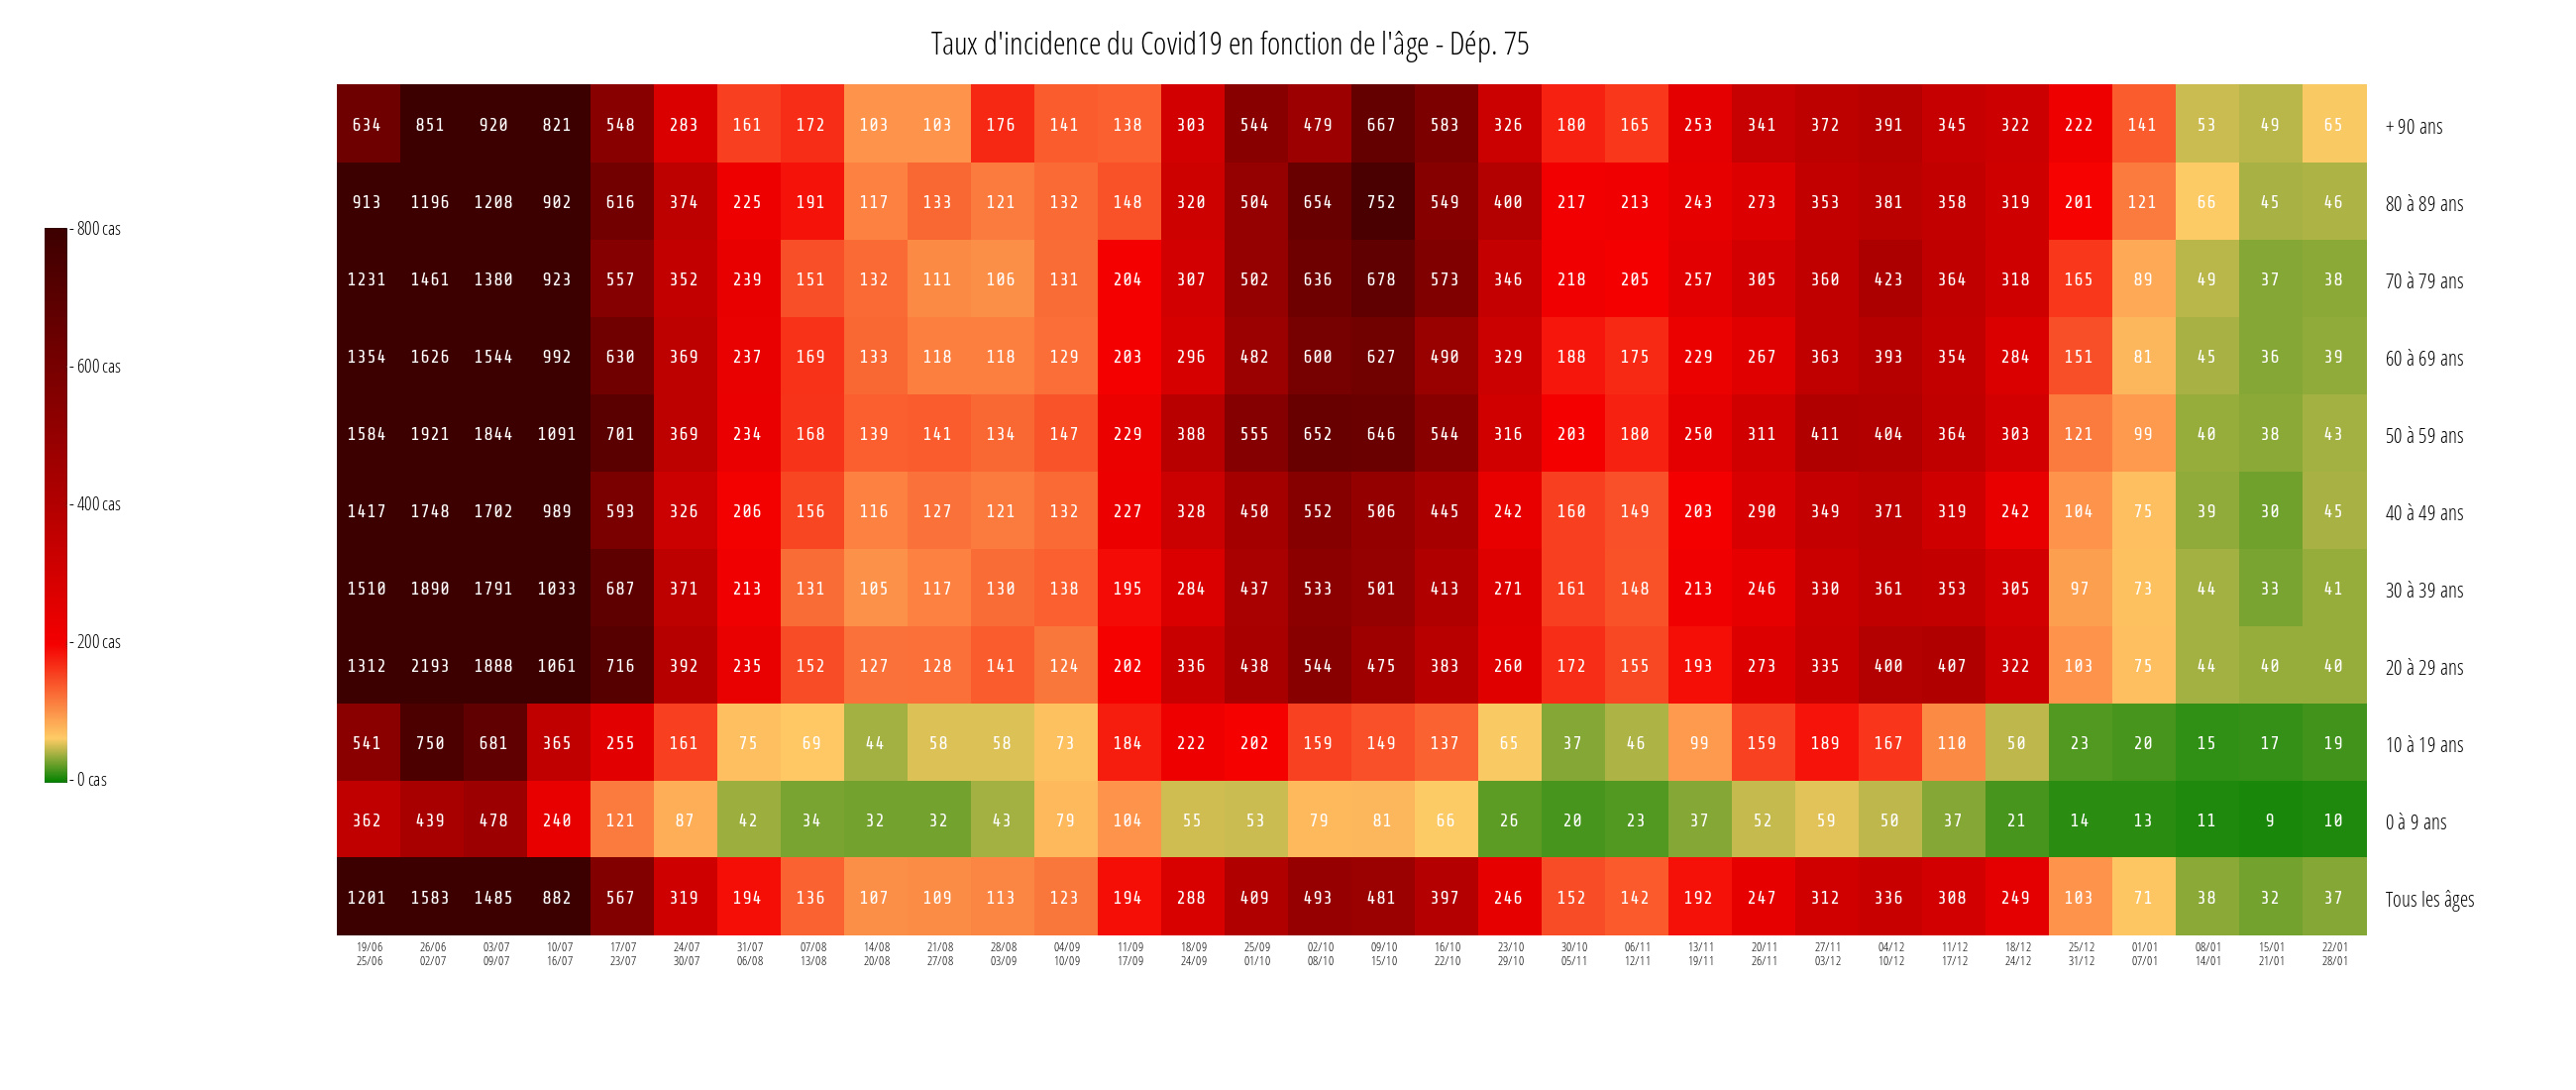 Taux d'incidence du Covid19 en fonction de l'âge - Dép. 75
634 851 920 821 548 283 161 172 103 103 176 141 138 303 544 479 667 583 326 180 165 253 341 372 391 345 322 222 141 53 49 65 + 90 ans
913 1196 1208 902 616 374 225 191 117 133 121 132 148 320 504 654 752 549 400 217 213 243 273 353 381 358 319 201 121 66 45 46 80 à 89 ans
- 800 cas
1231 1461 1380 923 557 352 239 151 132 111 106 131 204 307 502 636 678 573 346 218 205 257 305 360 423 364 318 165 89 49 37 38 70 à 79 ans
1354 1626 1544 992 630 369 237 169 133 118 118 129 203 296 482 600 627 490 329 188 175 229 267 363 393 354 284 151 81 45 36 39 60 à 69 ans
- 600 cas
1584 1921 1844 1091 701 369 234 168 139 141 134 147 229 388 555 652 646 544 316 203 180 250 311 411 404 364 303 121 99 40 38 43 50 à 59 ans
- 400 cas
1417 1748 1702 989 593 326 206 156 116 127 121 132 227 328 450 552 506 445 242 160 149 203 290 349 371 319 242 104 75 39 30 45 40 à 49 ans
1510 1890 1791 1033 687 371 213 131 105 117 130 138 195 284 437 533 501 413 271 161 148 213 246 330 361 353 305 97 73 44 33 41 30 à 39 ans
- 200 cas
1312 2193 1888 1061 716 392 235 152 127 128 141 124 202 336 438 544 475 383 260 172 155 193 273 335 400 407 322 103 75 44 40 40 20 à 29 ans
541 750 681 365 255 161 75 69 44 58 58 73 184 222 202 159 149 137 65 37 46 99 159 189 167 110 50 23 20 15 17 19 10 à 19 ans
- 0 cas
362 439 478 240 121 87 42 34 32 32 43 79 104 55 53 79 81 66 26 20 23 37 52 59 50 37 21 14 13 11 9 10 0 à 9 ans
1201 1583 1485 882 567 319 194 136 107 109 113 123 194 288 409 493 481 397 246 152 142 192 247 312 336 308 249 103 71 38 32 37 Tous les âges
19/06 26/06 03/07 10/07 17/07 24/07 31/07 07/08 14/08 21/08 28/08 04/09 11/09 18/09 25/09 02/10 09/10 16/10 23/10 30/10 06/11 13/11 20/11 27/11 04/12 11/12 18/12 25/12 01/01 08/01 15/01 22/01
25/06 02/07 09/07 16/07 23/07 30/07 06/08 13/08 20/08 27/08 03/09 10/09 17/09 24/09 01/10 08/10 15/10 22/10 29/10 05/11 12/11 19/11 26/11 03/12 10/12 17/12 24/12 31/12 07/01 14/01 21/01 28/01